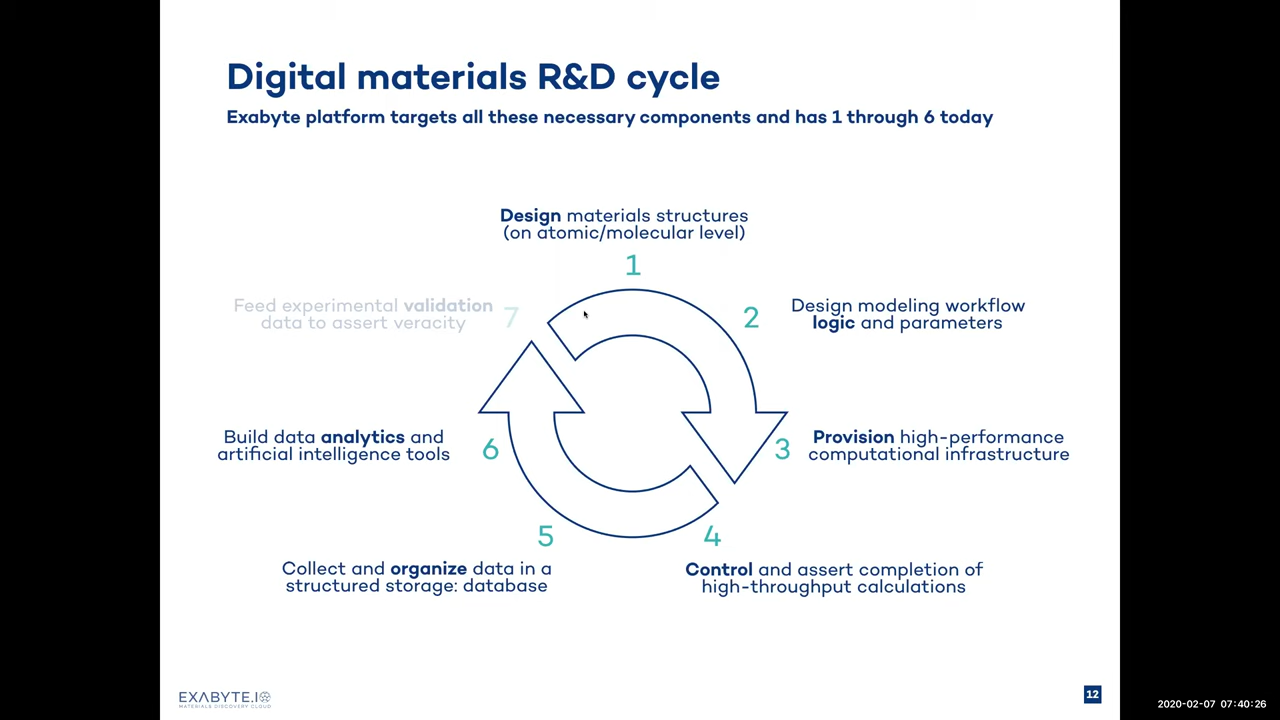 Digital materials R&D cycle
Exabyte platform targets all these necessary components and has 1 through 6 today
Design materials structures
(on atomic/molecular level)
1
2
Design modeling workflow
logic and parameters
3
Provision high-performance
computational infrastructure
4
Control and assert completion of
high-throughput calculations
5
Collect and organize data in a
structured storage: database
6
Build data analytics and
artificial intelligence tools
7
Feed experimental validation
data to assert veracity
EXABYTE.IO
MATERIALS DISCOVERY CLOUD
12
2020-02-07 07:40:26